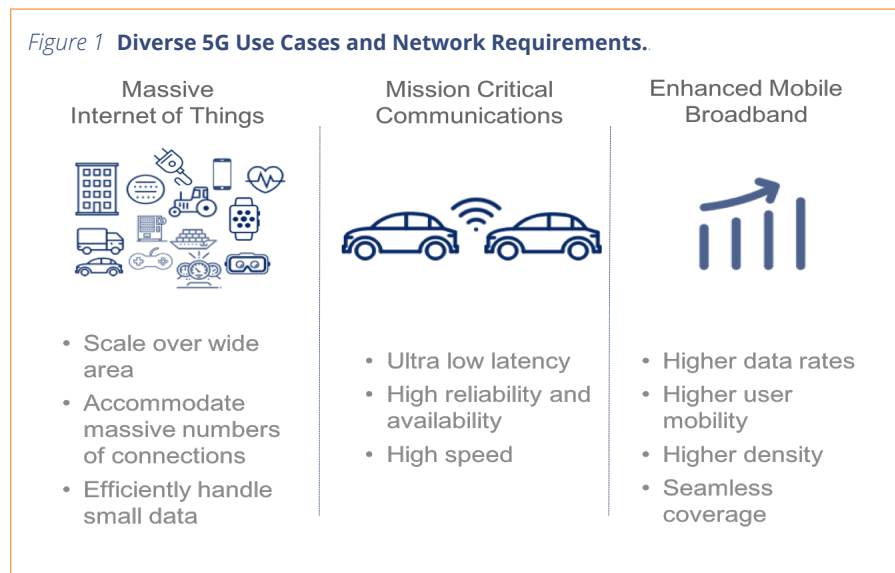 Figure 1 Diverse 5G Use Cases and Network Requirements.
Massive
Internet of Things
• Scale over wide
area
• Accommodate
massive numbers
of connections
• Efficiently handle
small data
Mission Critical
Communications
• Ultra low latency
• High reliability and
availability
• High speed
Enhanced Mobile
Broadband
• Higher data rates
• Higher user
mobility
• Higher density
• Seamless
coverage